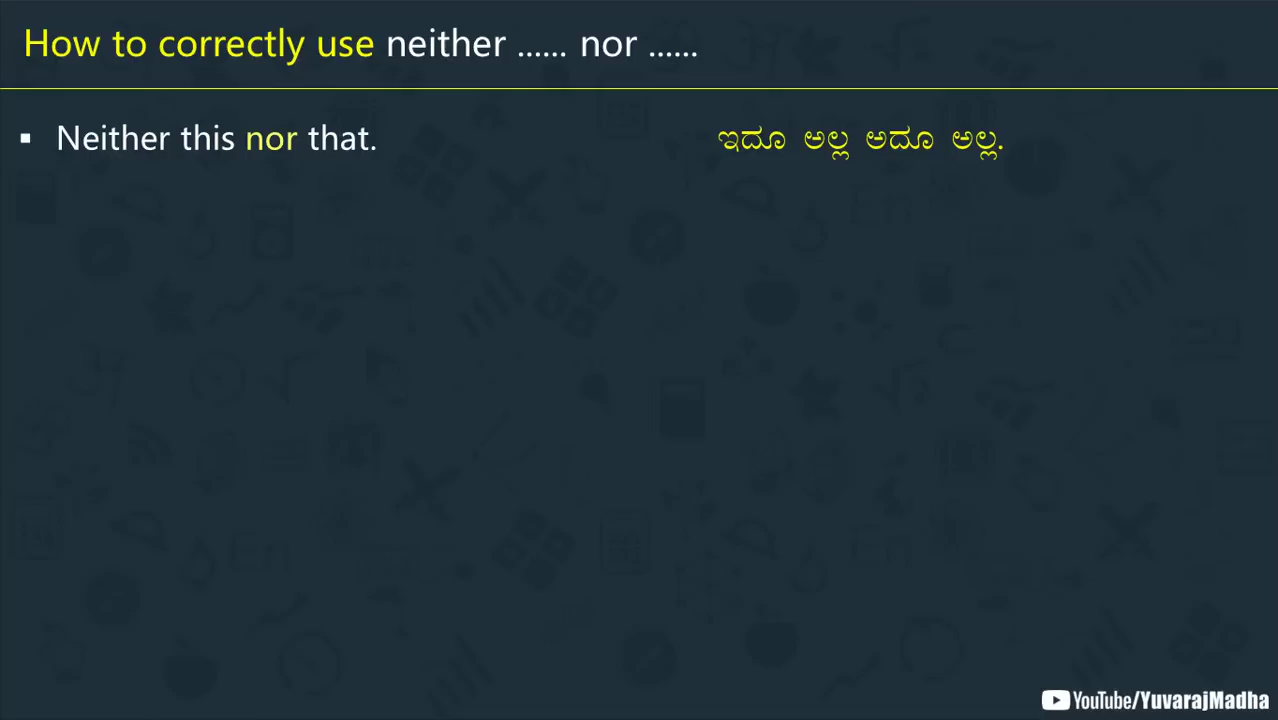 How to correctly use neither ...... nor ......
▪ Neither this nor that. ಇದೂ ಅಲ್ಲ ಅದೂ ಅಲ್ಲ.
YouTube/YuvarajMadha